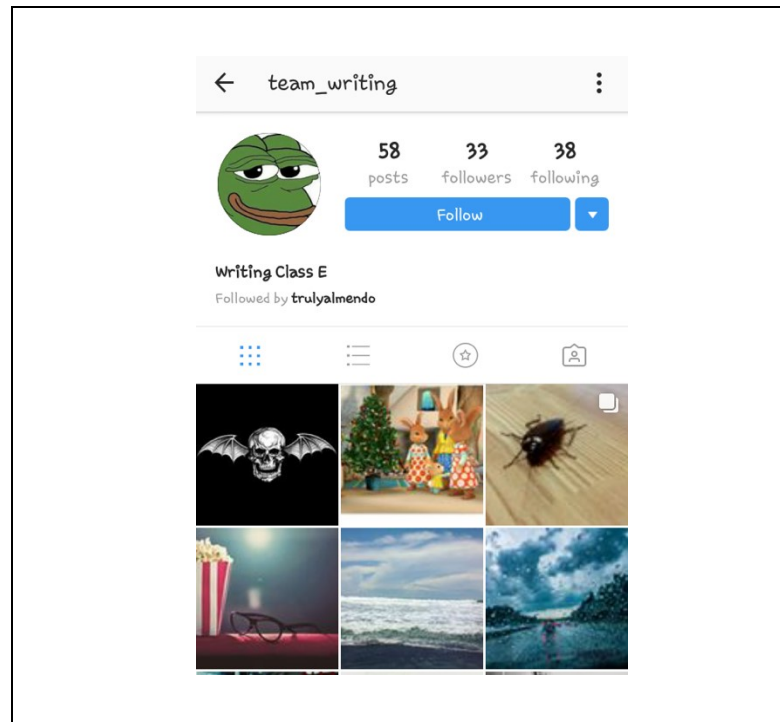 team_writing
58 33 38
posts followers following
Follow
Writing Class E
Followed by trulyalmendo